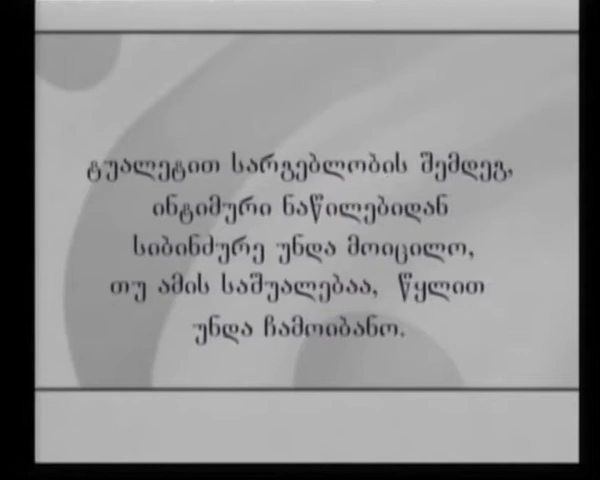 ტუალეტით სარგებლობის შემდეგ,
ინტიმური ნაწილებიდან
სიბინძურე უნდა მოიცილო,
თუ ამის საშუალებაა, წყლით
უნდა ჩამოიბანო.